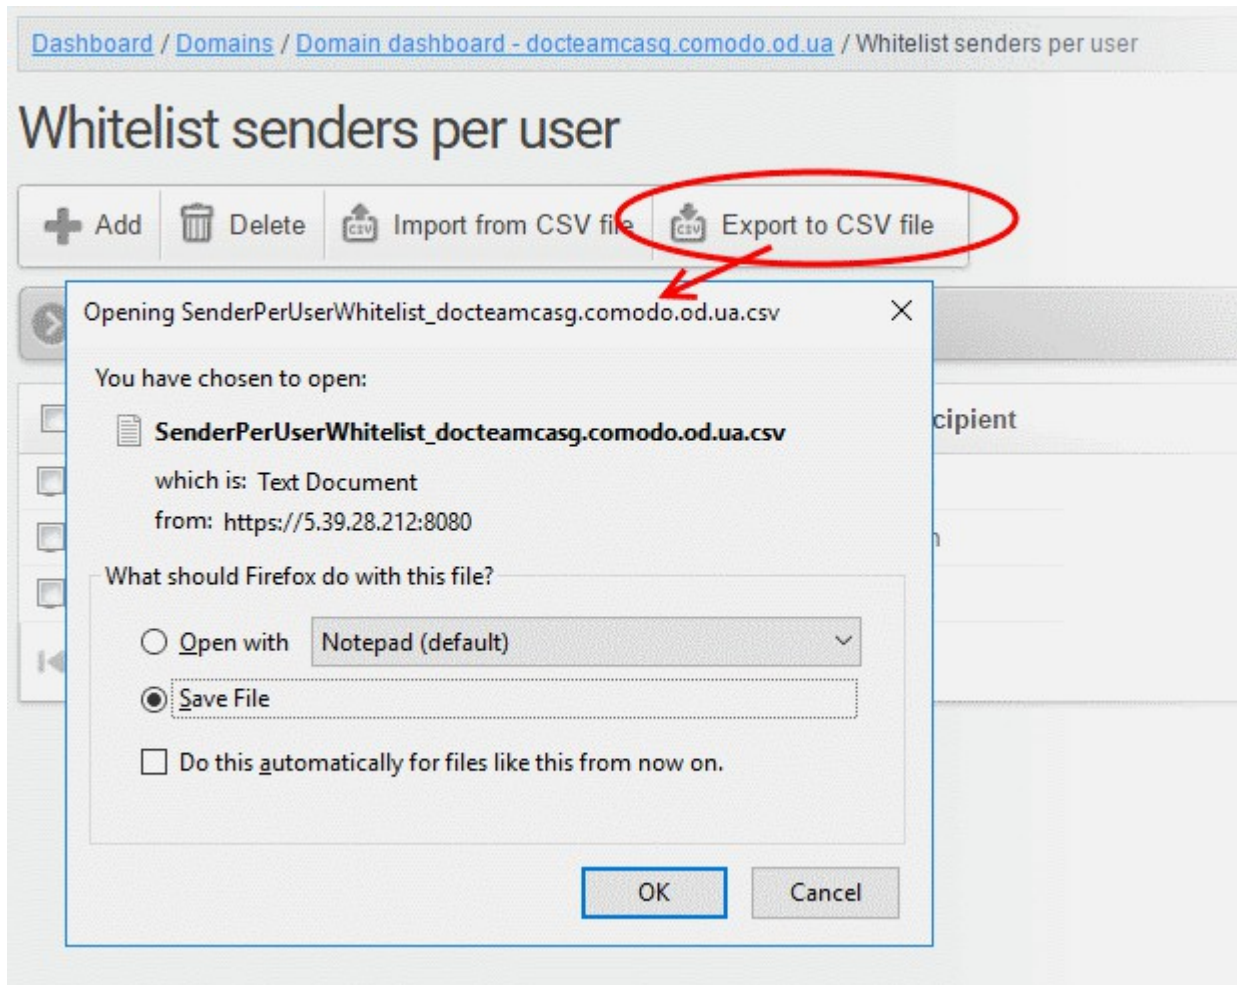 Dashboard / Domains / Domain dashboard - docteamcasg.comodo.od.ua / Whitelist senders per user
Whitelist senders per user
Add Delete Import from CSV file Export to CSV file
Opening SenderPerUserWhitelist_docteamcasg.comodo.od.ua.csv
You have chosen to open:
SenderPerUserWhitelist_docteamcasg.comodo.od.ua.csv
cipient
which is: Text Document
from: https://5.39.28.212:8080
What should Firefox do with this file?
Open with Notepad (default)
Save File
Do this automatically for files like this from now on.
OK Cancel